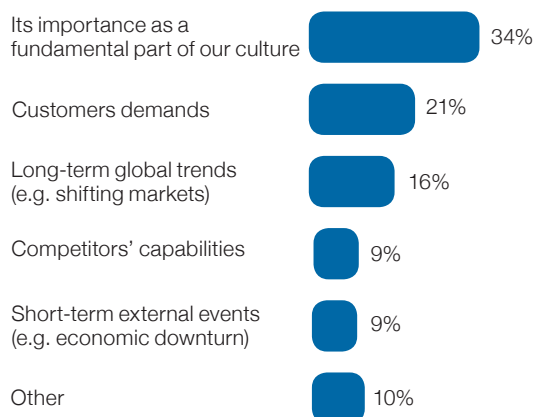 Its importance as a
fundamental part of our culture
34%
Customers demands
21%
Long-term global trends
(e.g. shifting markets)
16%
Competitors’ capabilities
9%
Short-term external events
(e.g. economic downturn)
9%
Other
10%